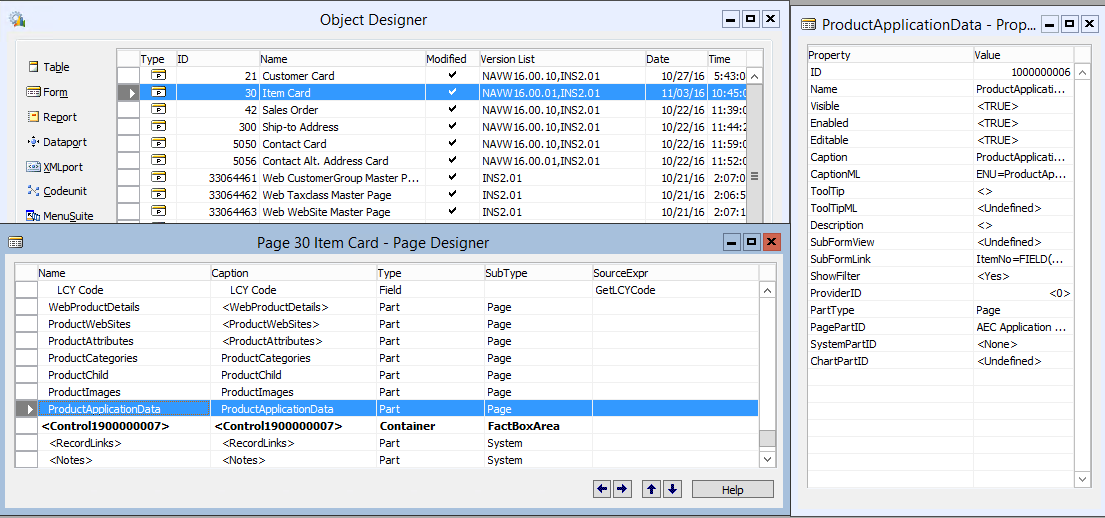 Object Designer
Type ID Name Modified Version List Date Time
Table
Form
Report
Dataport
XMLport
Codeunit
MenuSuite
21 Customer Card NAVW16.00.10,INS2.01 10/27/16 5:43:0
30 Item Card NAVW16.00.01,INS2.01 11/03/16 10:45:0
42 Sales Order NAVW16.00.10,INS2.01 10/22/16 11:39:0
300 Ship-to Address NAVW16.00.10,INS2.01 10/22/16 11:44:2
5050 Contact Card NAVW16.00.10,INS2.01 10/22/16 11:59:0
5056 Contact Alt. Address Card NAVW16.00.01,INS2.01 10/22/16 11:52:0
33064461 Web CustomerGroup Master P... INS2.01 10/21/16 2:07:0
33064462 Web Taxclass Master Page INS2.01 10/21/16 2:06:5
33064463 Web WebSite Master Page INS2.01 10/21/16 2:07:1
Page 30 Item Card - Page Designer
Name Caption Type SubType SourceExpr
LCY Code LCY Code Field GetLCYCode
WebProductDetails <WebProductDetails> Part Page
ProductWebSites <ProductWebSites> Part Page
ProductAttributes <ProductAttributes> Part Page
ProductCategories ProductCategories Part Page
ProductChild ProductChild Part Page
ProductImages ProductImages Part Page
ProductApplicationData ProductApplicationData Part Page
<Control1900000007> <Control1900000007> Container FactBoxArea
<RecordLinks> <RecordLinks> Part System
<Notes> <Notes> Part System
Help
ProductApplicationData - Prop...
Property Value
ID 1000000006
Name ProductApplicati...
Visible <TRUE>
Enabled <TRUE>
Editable <TRUE>
Caption ProductApplicati...
CaptionML ENU=ProductAp...
ToolTip <>
ToolTipML <Undefined>
Description <>
SubFormView <Undefined>
SubFormLink ItemNo=FIELD(...
ShowFilter <Yes>
ProviderID <0>
PartType Page
PagePartID AEC Application ...
SystemPartID <None>
ChartPartID <Undefined>